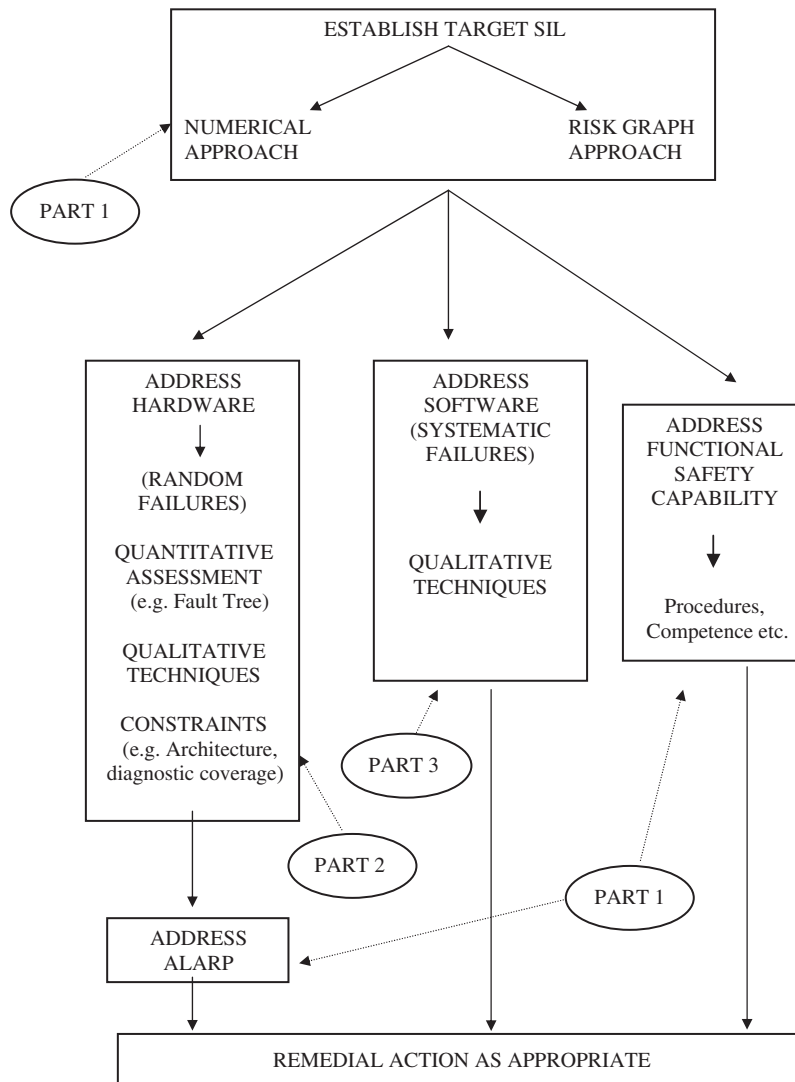 ESTABLISH TARGET SIL
NUMERICAL
APPROACH
RISK GRAPH
APPROACH
PART 1
ADDRESS
HARDWARE
(RANDOM
FAILURES)
QUANTITATIVE
ASSESSMENT
(e.g. Fault Tree)
QUALITATIVE
TECHNIQUES
CONSTRAINTS
(e.g. Architecture,
diagnostic coverage)
ADDRESS
SOFTWARE
(SYSTEMATIC
FAILURES)
QUALITATIVE
TECHNIQUES
ADDRESS
FUNCTIONAL
SAFETY
CAPABILITY
Procedures,
Competence etc.
PART 3
PART 2
PART 1
ADDRESS
ALARP
REMEDIAL ACTION AS APPROPRIATE